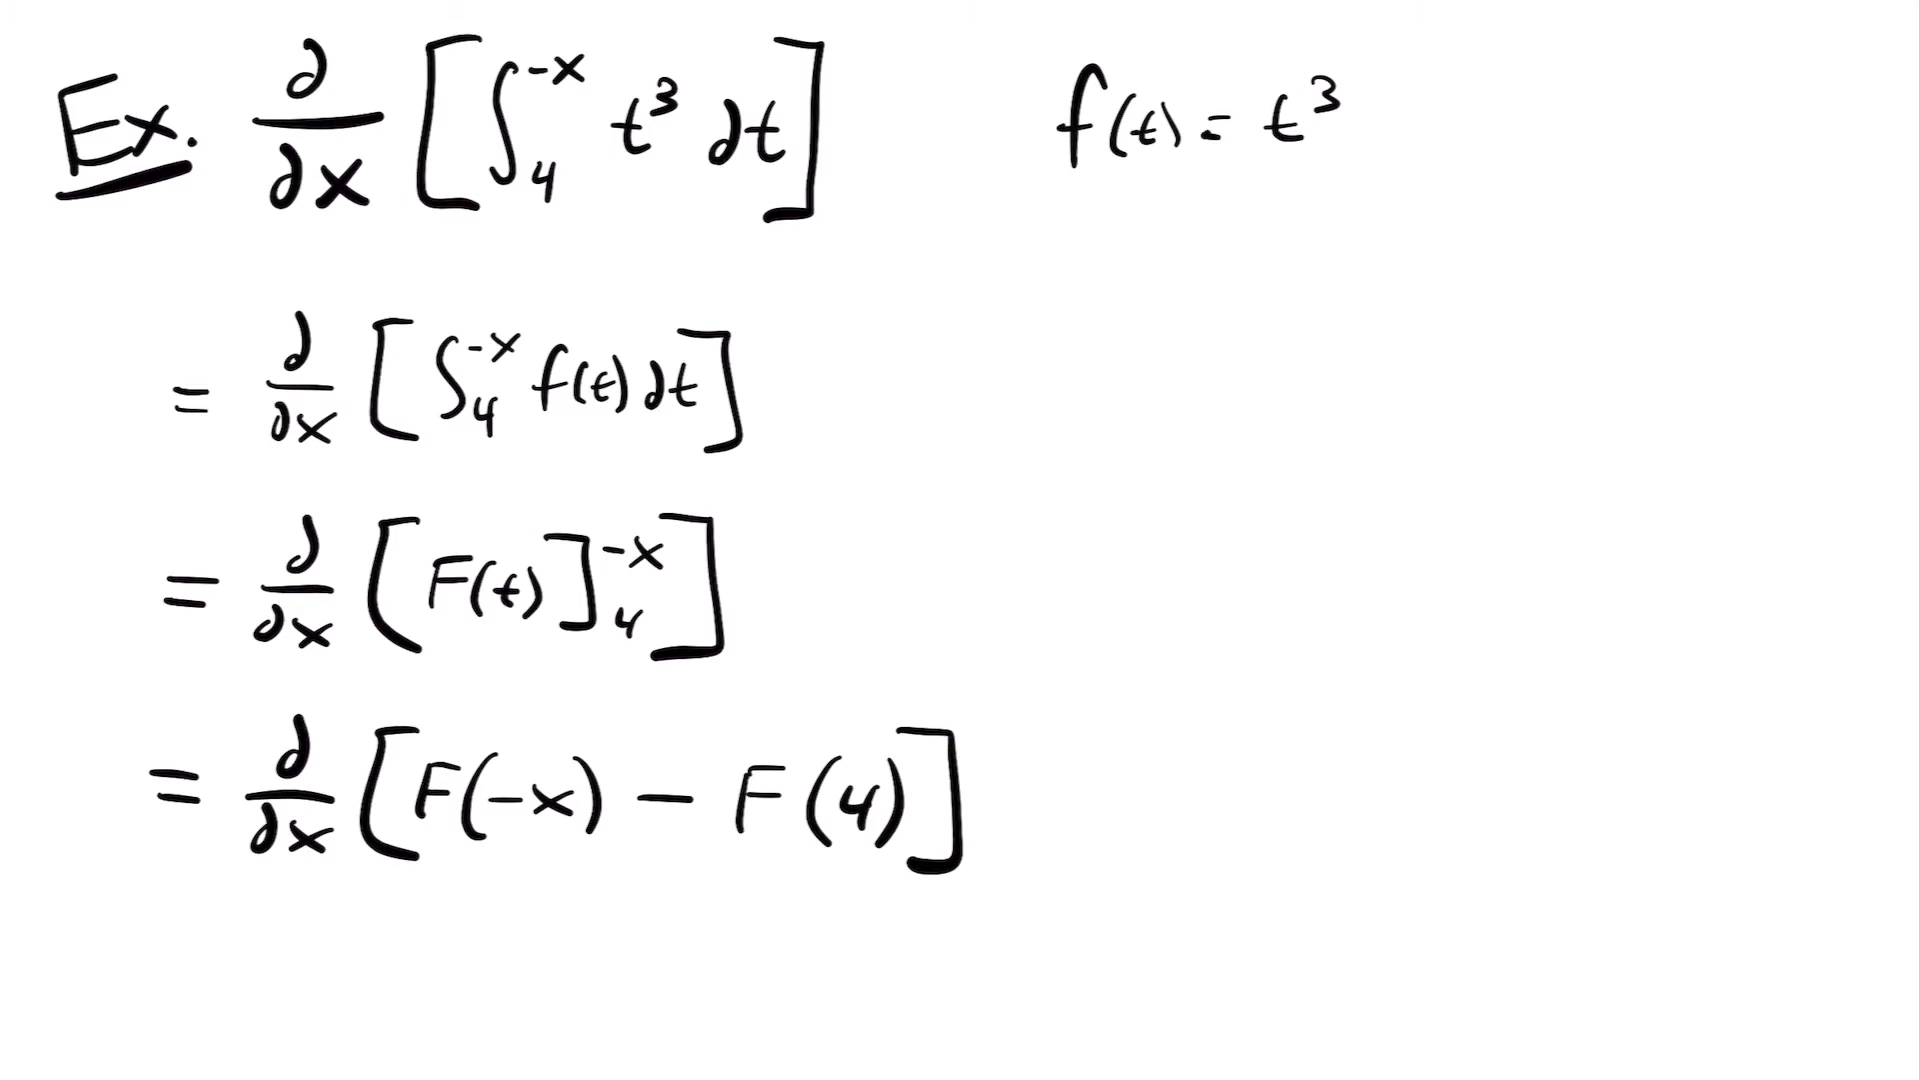 Ex. ∂/∂x [∫₄⁻ˣ t³ ∂t] f(t) = t³
= ∂/∂x [∫₄⁻ˣ f(t) ∂t]
= ∂/∂x [F(t)]₄⁻ˣ]
= ∂/∂x [F(-x) - F(4)]